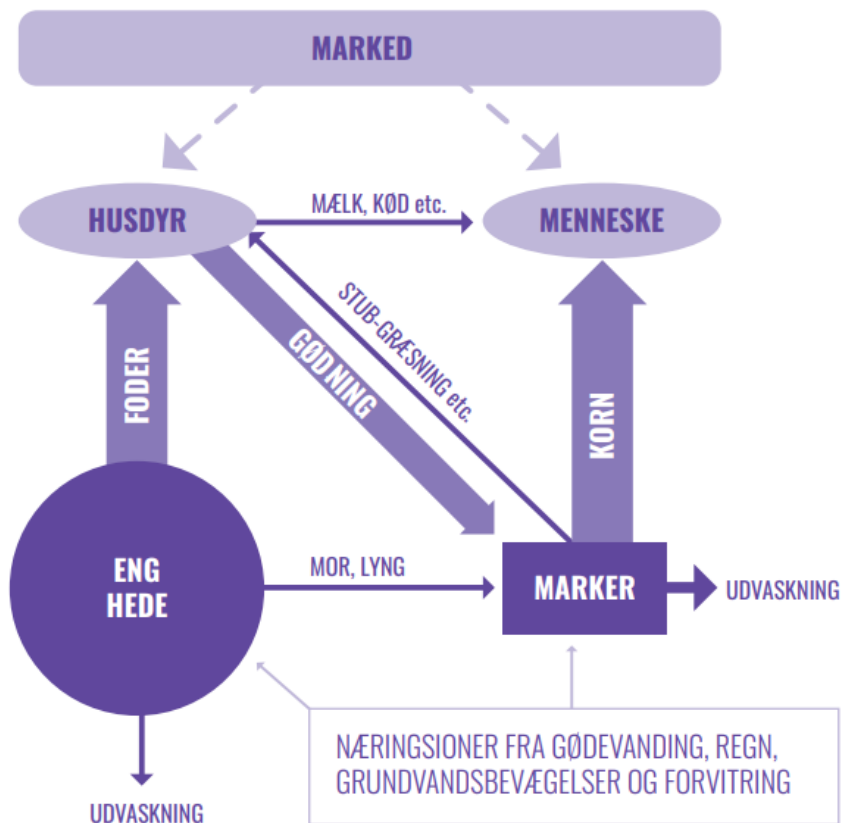 MARKED
HUSDYR
MÆLK, KØD etc.
MENNESKE
STUB-GRÆSNING etc.
GØDNING
FODER
KORN
ENG
HEDE
MOR, LYNG
MARKER
UDVASKNING
NÆRINGSIONER FRA GØDEVANDING, REGN,
GRUNDVANDSBEVÆGELSER OG FORVITRING
UDVASKNING